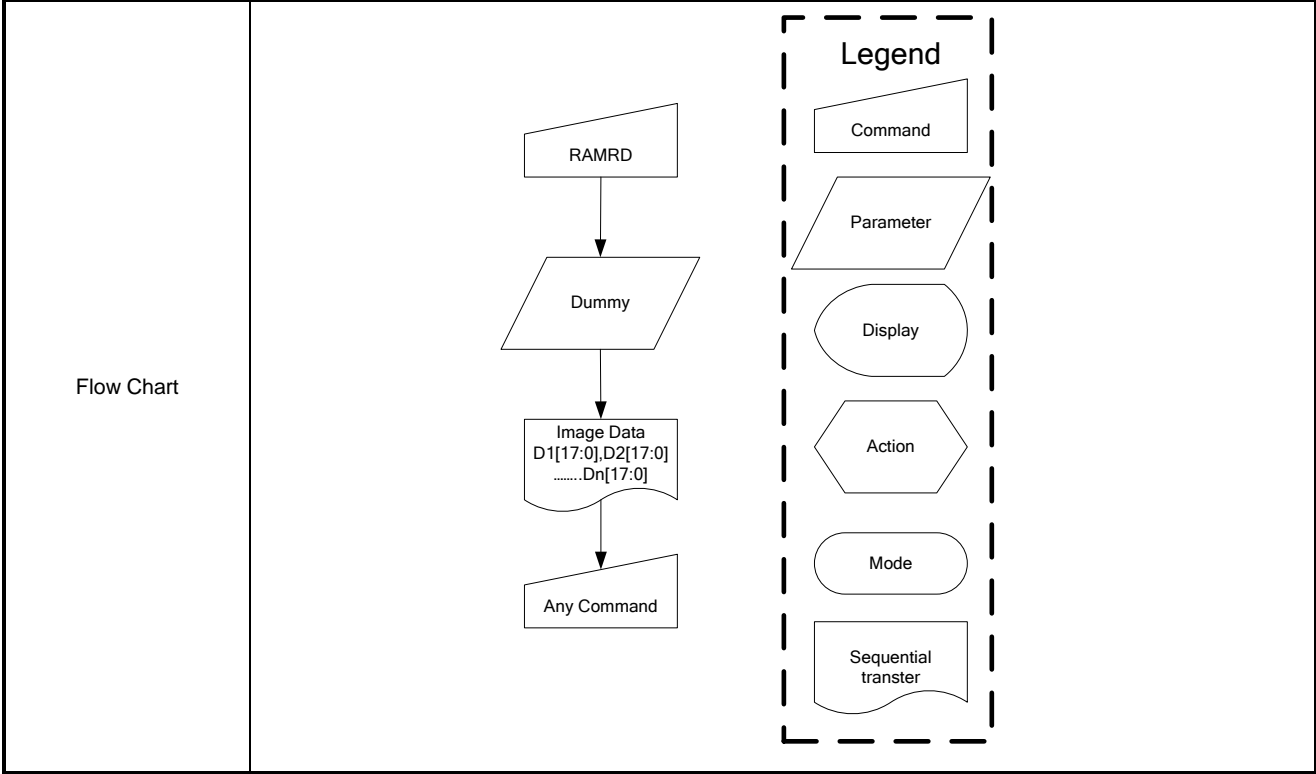 Flow Chart
RAMRD
Dummy
Image Data
D1[17:0],D2[17:0]
........Dn[17:0]
Any Command
Legend
Command
Parameter
Display
Action
Mode
Sequential
transter